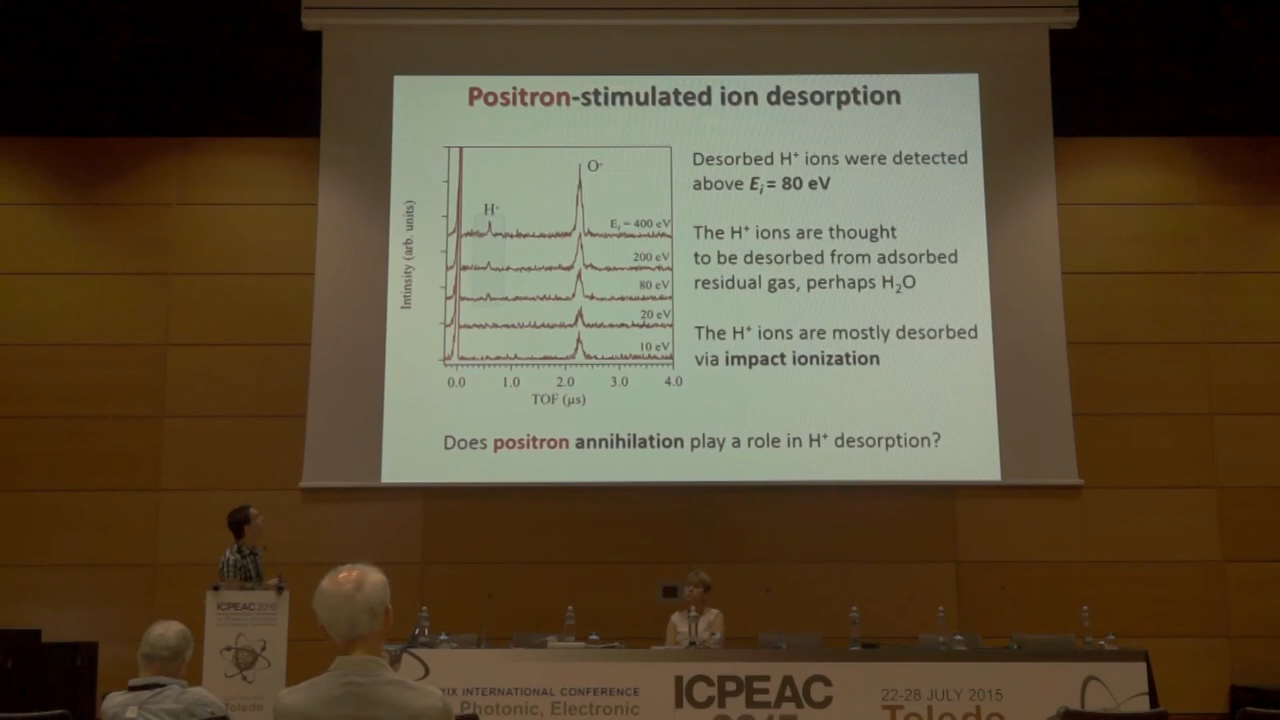 Positron-stimulated ion desorption
Intinsity (arb. units)
O⁺
H⁺
Eᵢ = 400 eV
200 eV
80 eV
20 eV
10 eV
0.0 1.0 2.0 3.0 4.0
TOF (μs)
Desorbed H⁺ ions were detected
above Eᵢ = 80 eV
The H⁺ ions are thought
to be desorbed from adsorbed
residual gas, perhaps H₂O
The H⁺ ions are mostly desorbed
via impact ionization
Does positron annihilation play a role in H⁺ desorption?
ICPEAC 2015
Toledo
XIX INTERNATIONAL CONFERENCE
Photonic, Electronic
ICPEAC
2015
22-28 JULY 2015
Toledo